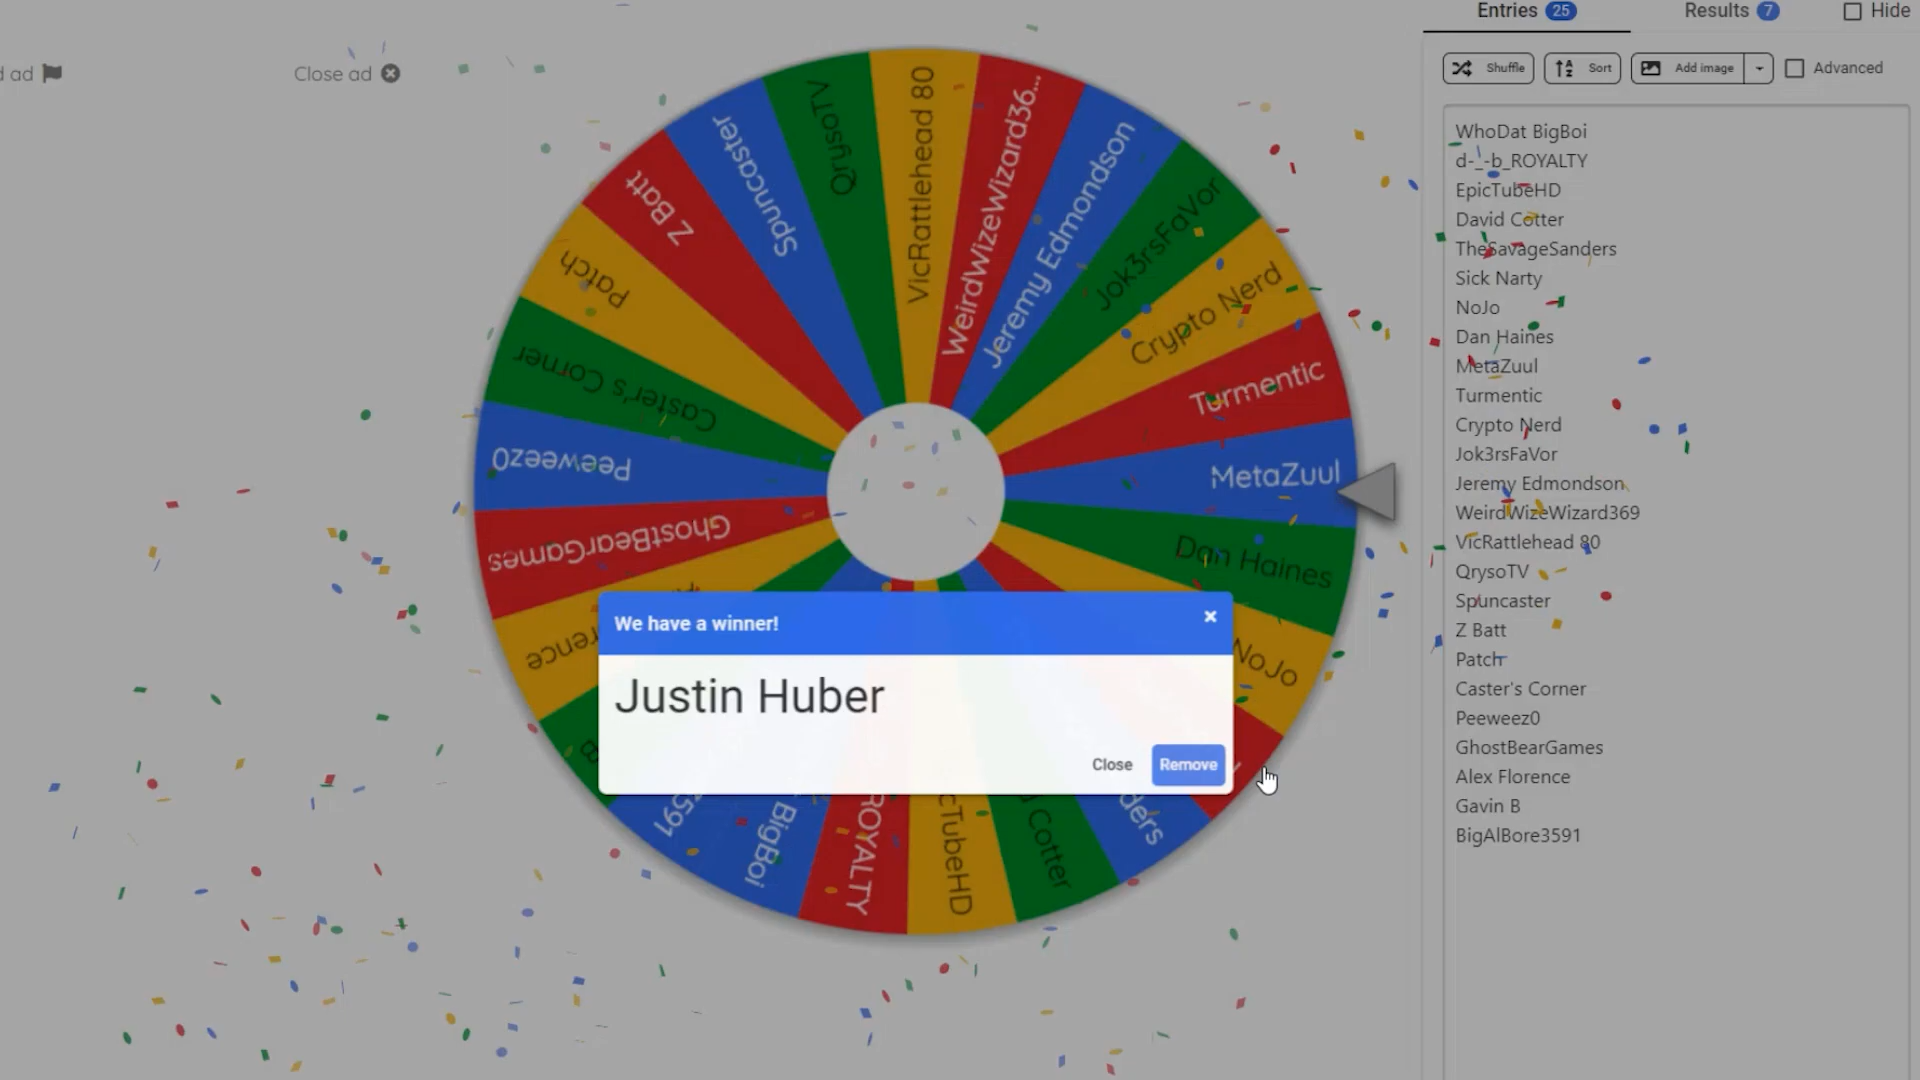 Entries 25
Results 7
Hide
d ad
Close ad
Shuffle
Sort
Add image
Advanced
WhoDat BigBoi
d-_-b_ROYALTY
EpicTubeHD
David Cotter
TheSavageSanders
Sick Narty
NoJo
Dan Haines
MetaZuul
Turmentic
Crypto Nerd
Jok3rsFaVor
Jeremy Edmondson
WeirdWizeWizard369
VicRattlehead 80
QrysoTV
Spuncaster
Z Batt
Patch
Caster's Corner
Peeweez0
GhostBearGames
Alex Florence
Gavin B
BigAlBore3591
QrysoTV
VicRattlehead 80
WeirdWizeWizard36...
Jeremy Edmondson
Jok3rsFaVor
Crypto Nerd
Turmentic
MetaZuul
Dan Haines
NoJo
ders
d Cotter
cTubeHD
ROYALTY
BigBoi
3591
rence
GhostBearGames
Peeweez0
Caster's Corner
Patch
Z Batt
Spuncaster
We have a winner!
Justin Huber
Close
Remove